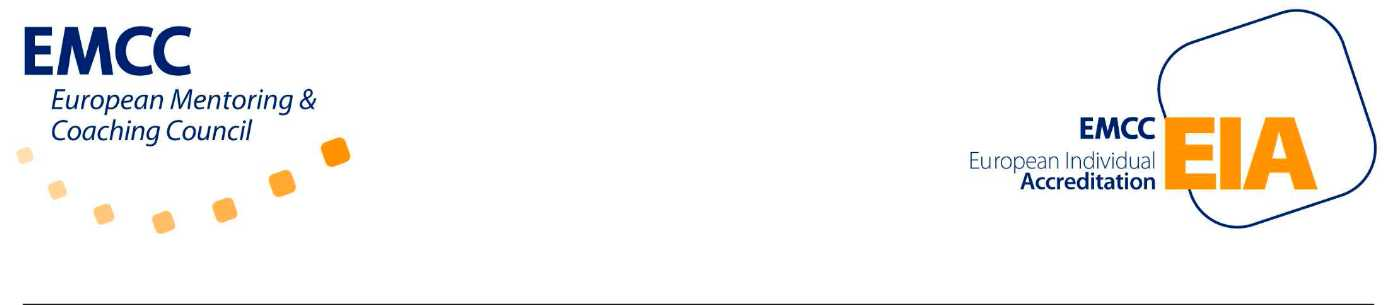 EMCC
European Mentoring &
Coaching Council
EMCC
European Individual
Accreditation
EIA